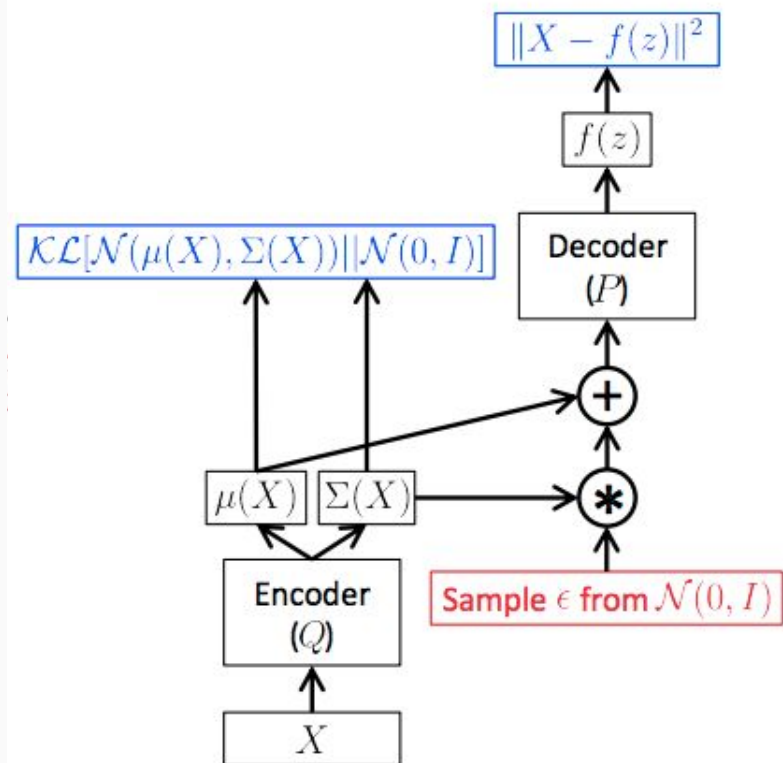 ‖X − f(z)‖²
f(z)
𝒦ℒ[𝒩(μ(X), Σ(X))||𝒩(0, I)]
Decoder
(P)
+
μ(X)
Σ(X)
*
Encoder
(Q)
Sample ϵ from 𝒩(0, I)
X